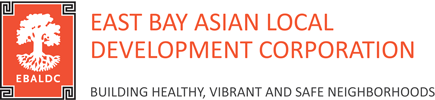 EBALDC
EAST BAY ASIAN LOCAL
DEVELOPMENT CORPORATION
BUILDING HEALTHY, VIBRANT AND SAFE NEIGHBORHOODS